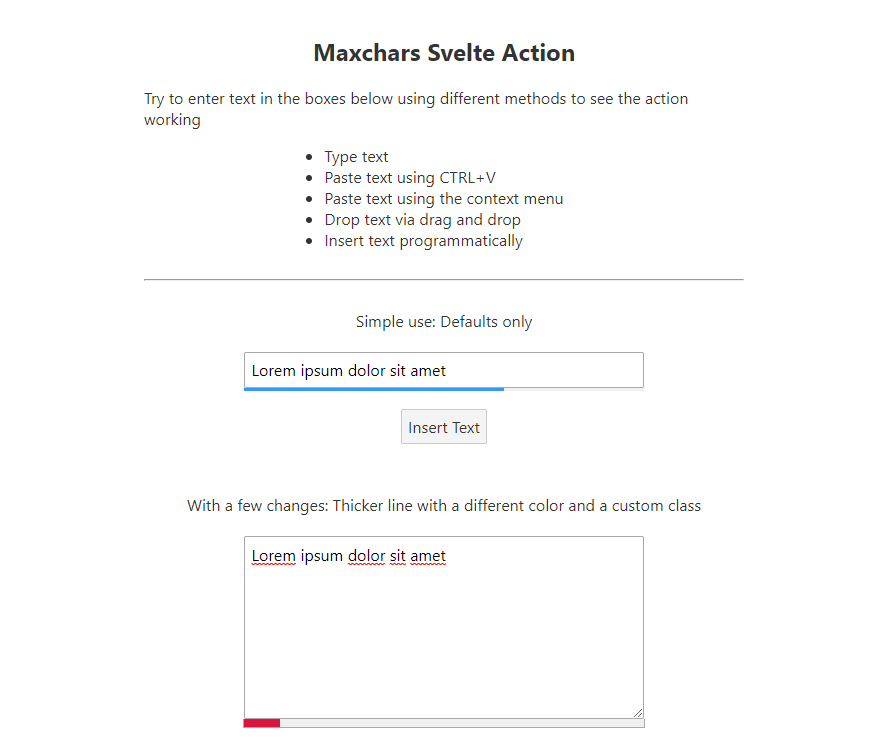 Maxchars Svelte Action
Try to enter text in the boxes below using different methods to see the action
working
Type text
Paste text using CTRL+V
Paste text using the context menu
Drop text via drag and drop
Insert text programmatically
Simple use: Defaults only
Lorem ipsum dolor sit amet
Insert Text
With a few changes: Thicker line with a different color and a custom class
Lorem ipsum dolor sit amet